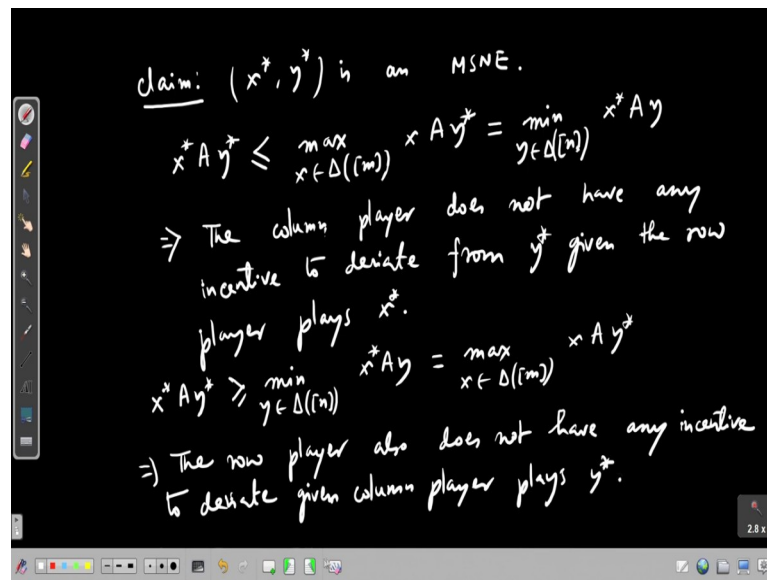 claim: (x*, y*) is an MSNE.
x* A y* ≤ max x∈Δ([m]) x A y* = min y∈Δ([n]) x* A y
⇒ The column player does not have any
incentive to deviate from y* given the row
player plays x*.
x* A y* ≥ min y∈Δ([n]) x* A y = max x∈Δ([m]) x A y*
⇒ The row player also does not have any incentive
to deviate given column player plays y*.
2.8 x